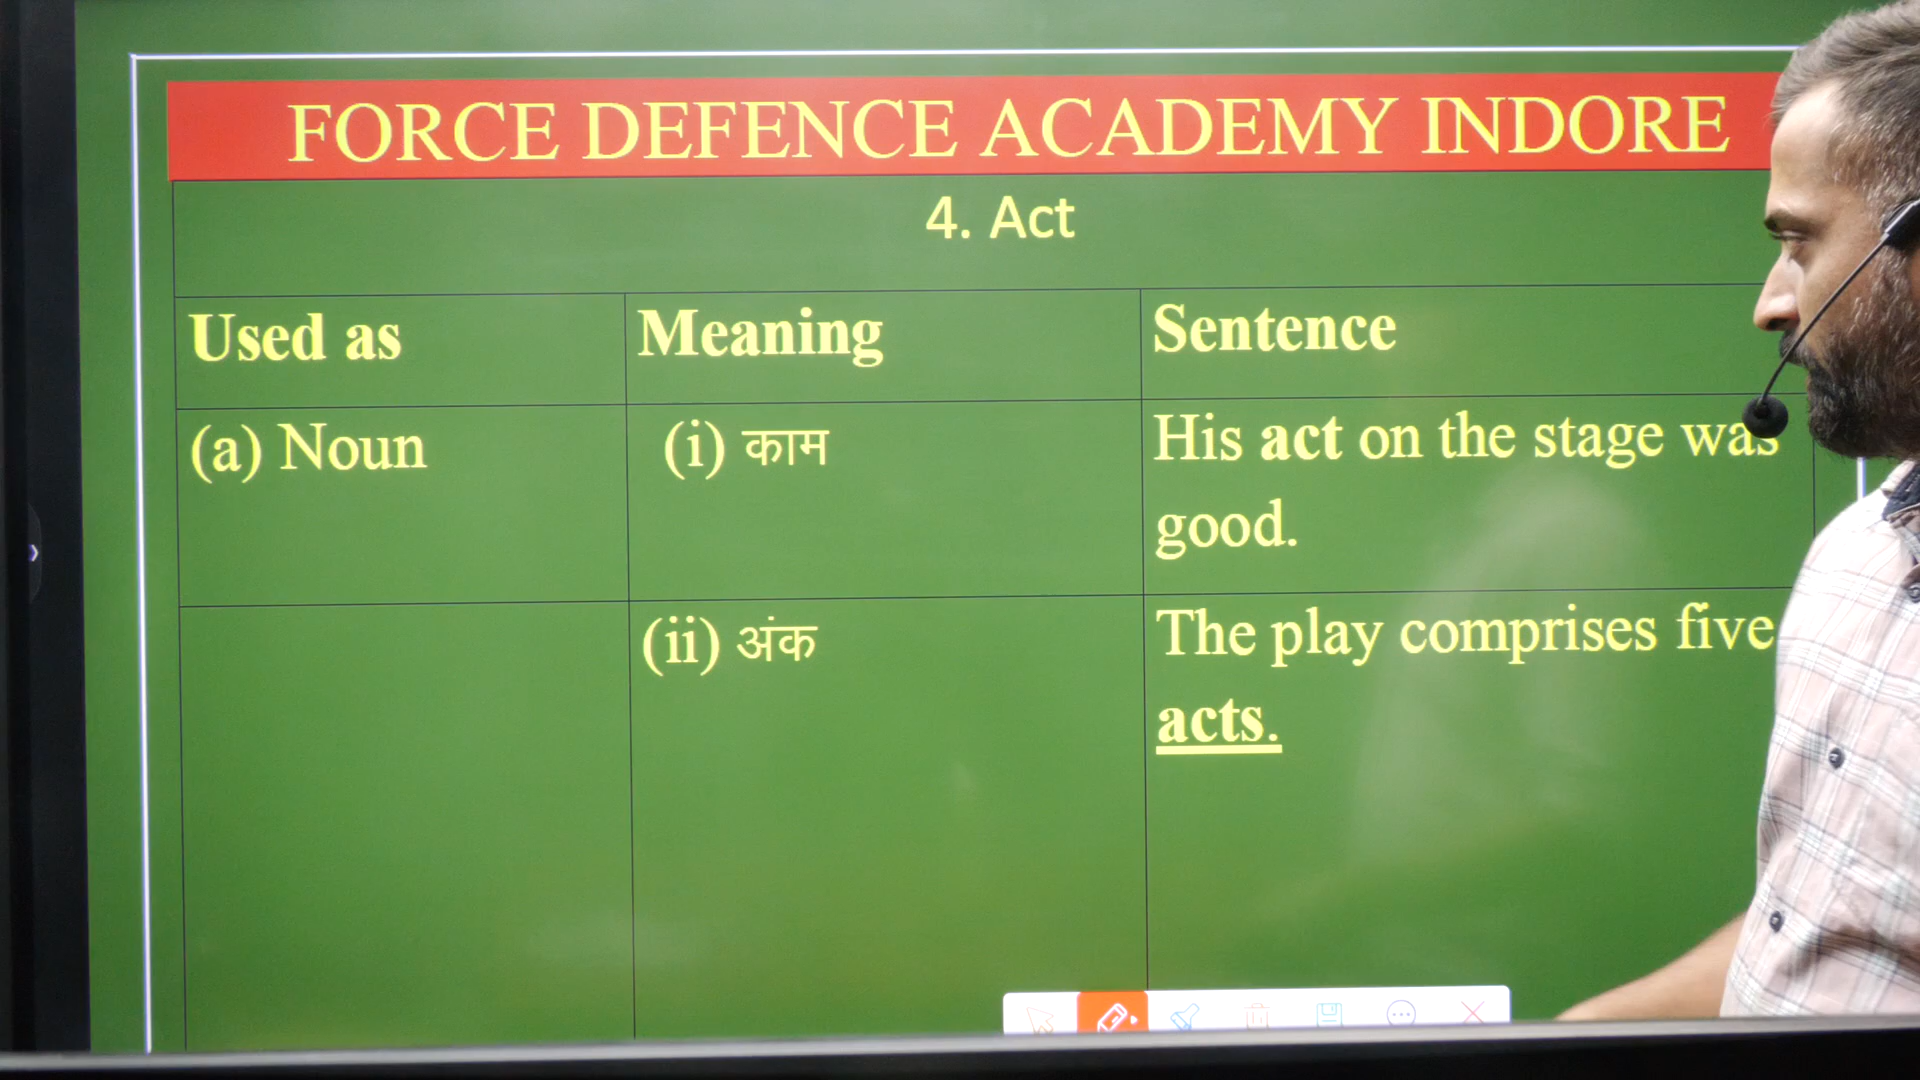 FORCE DEFENCE ACADEMY INDORE
4. Act
Used as Meaning Sentence
(a) Noun (i) काम His act on the stage was
good.
(ii) अंक The play comprises five
acts.